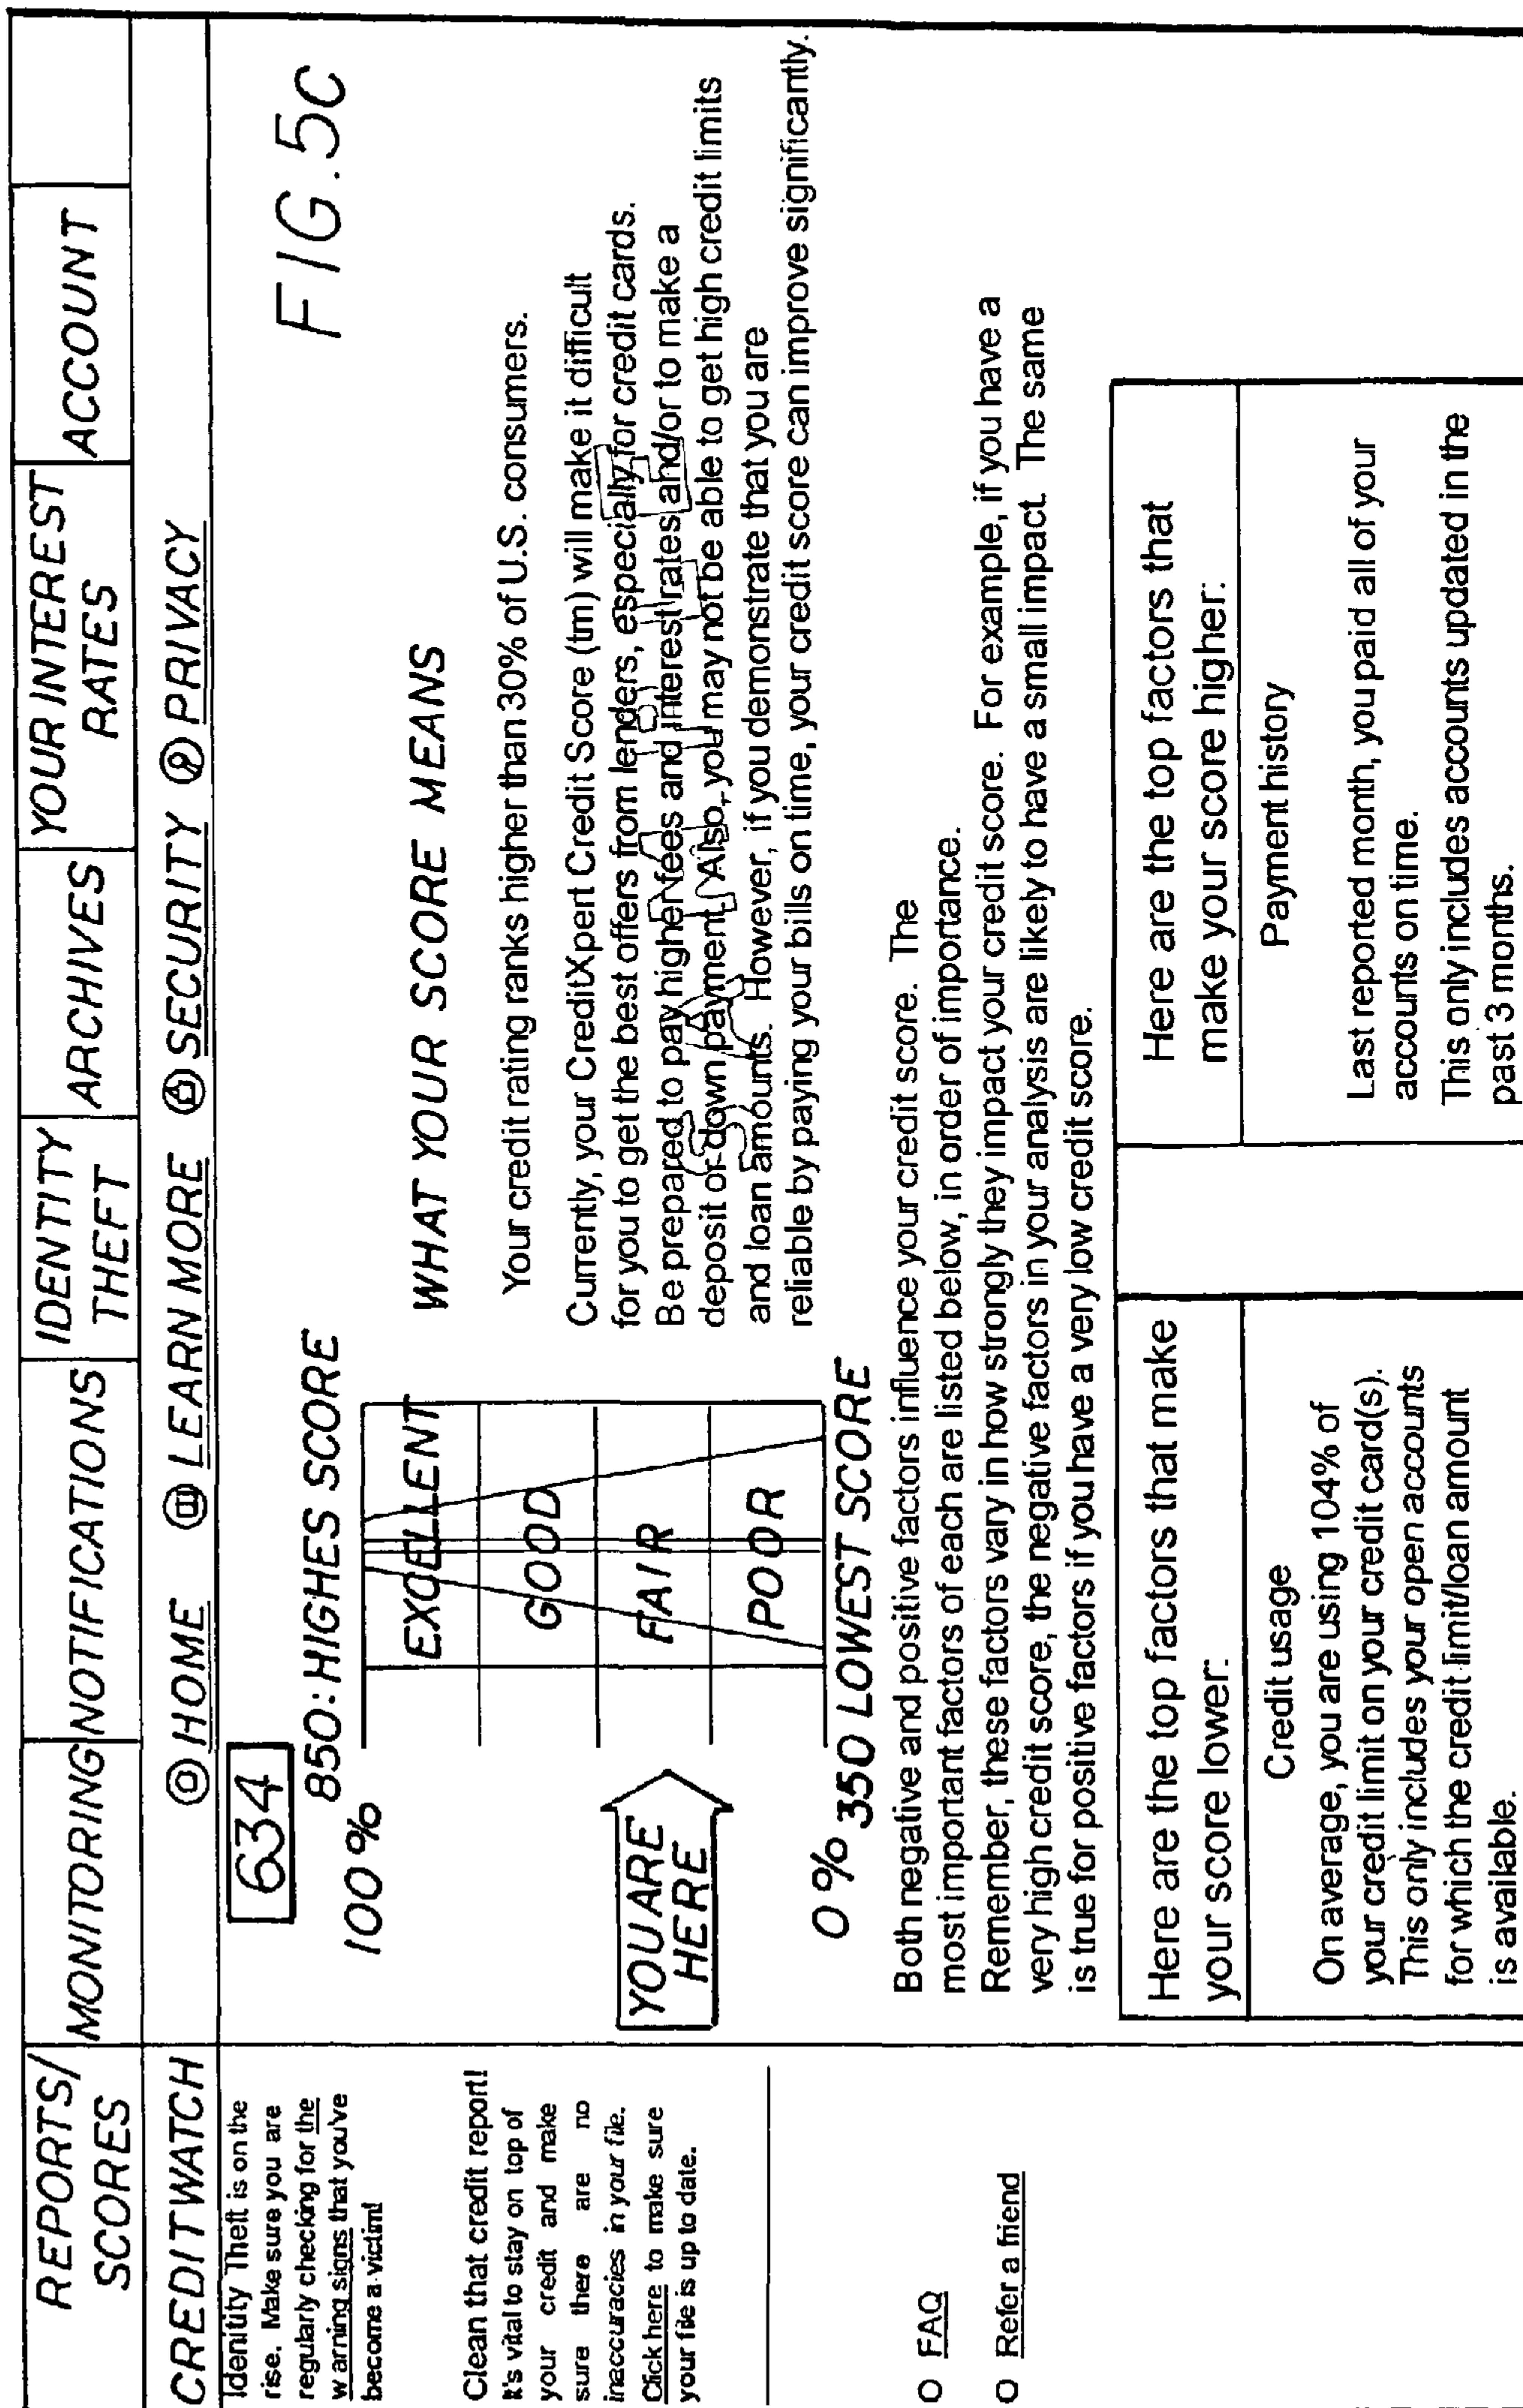 REPORTS/
SCORES
MONITORING
NOTIFICATIONS
IDENTITY
THEFT
ARCHIVES
YOUR INTEREST
RATES
ACCOUNT
CREDITWATCH
HOME
LEARN MORE
SECURITY
PRIVACY
Idenitity Theft is on the
rise. Make sure you are
regularly checking for the
warning signs that you've
become a victim!
Clean that credit report!
It's vital to stay on top of
your credit and make
sure there are no
inaccuracies in your file.
Click here to make sure
your file is up to date.
O FAQ
O Refer a friend
634
850: HIGHES SCORE
100%
EXCELLENT
GOOD
FAIR
POOR
YOU ARE
HERE
0%
350 LOWEST SCORE
FIG. 5c
WHAT YOUR SCORE MEANS
Your credit rating ranks higher than 30% of U.S. consumers.
Currently, your CreditXpert Credit Score (tm) will make it difficult
for you to get the best offers from lenders, especially for credit cards.
Be prepared to pay higher fees and interest rates and/or to make a
deposit or down payment. Also, you may not be able to get high credit limits
and loan amounts. However, if you demonstrate that you are
reliable by paying your bills on time, your credit score can improve significantly.
Both negative and positive factors influence your credit score. The
most important factors of each are listed below, in order of importance.
Remember, these factors vary in how strongly they impact your credit score. For example, if you have a
very high credit score, the negative factors in your analysis are likely to have a small impact. The same
is true for positive factors if you have a very low credit score.
Here are the top factors that make
your score lower:
Credit usage
On average, you are using 104% of
your credit limit on your credit card(s).
This only includes your open accounts
for which the credit limit/loan amount
is available.
Here are the top factors that
make your score higher:
Payment history
Last reported month, you paid all of your
accounts on time.
This only includes accounts updated in the
past 3 months.